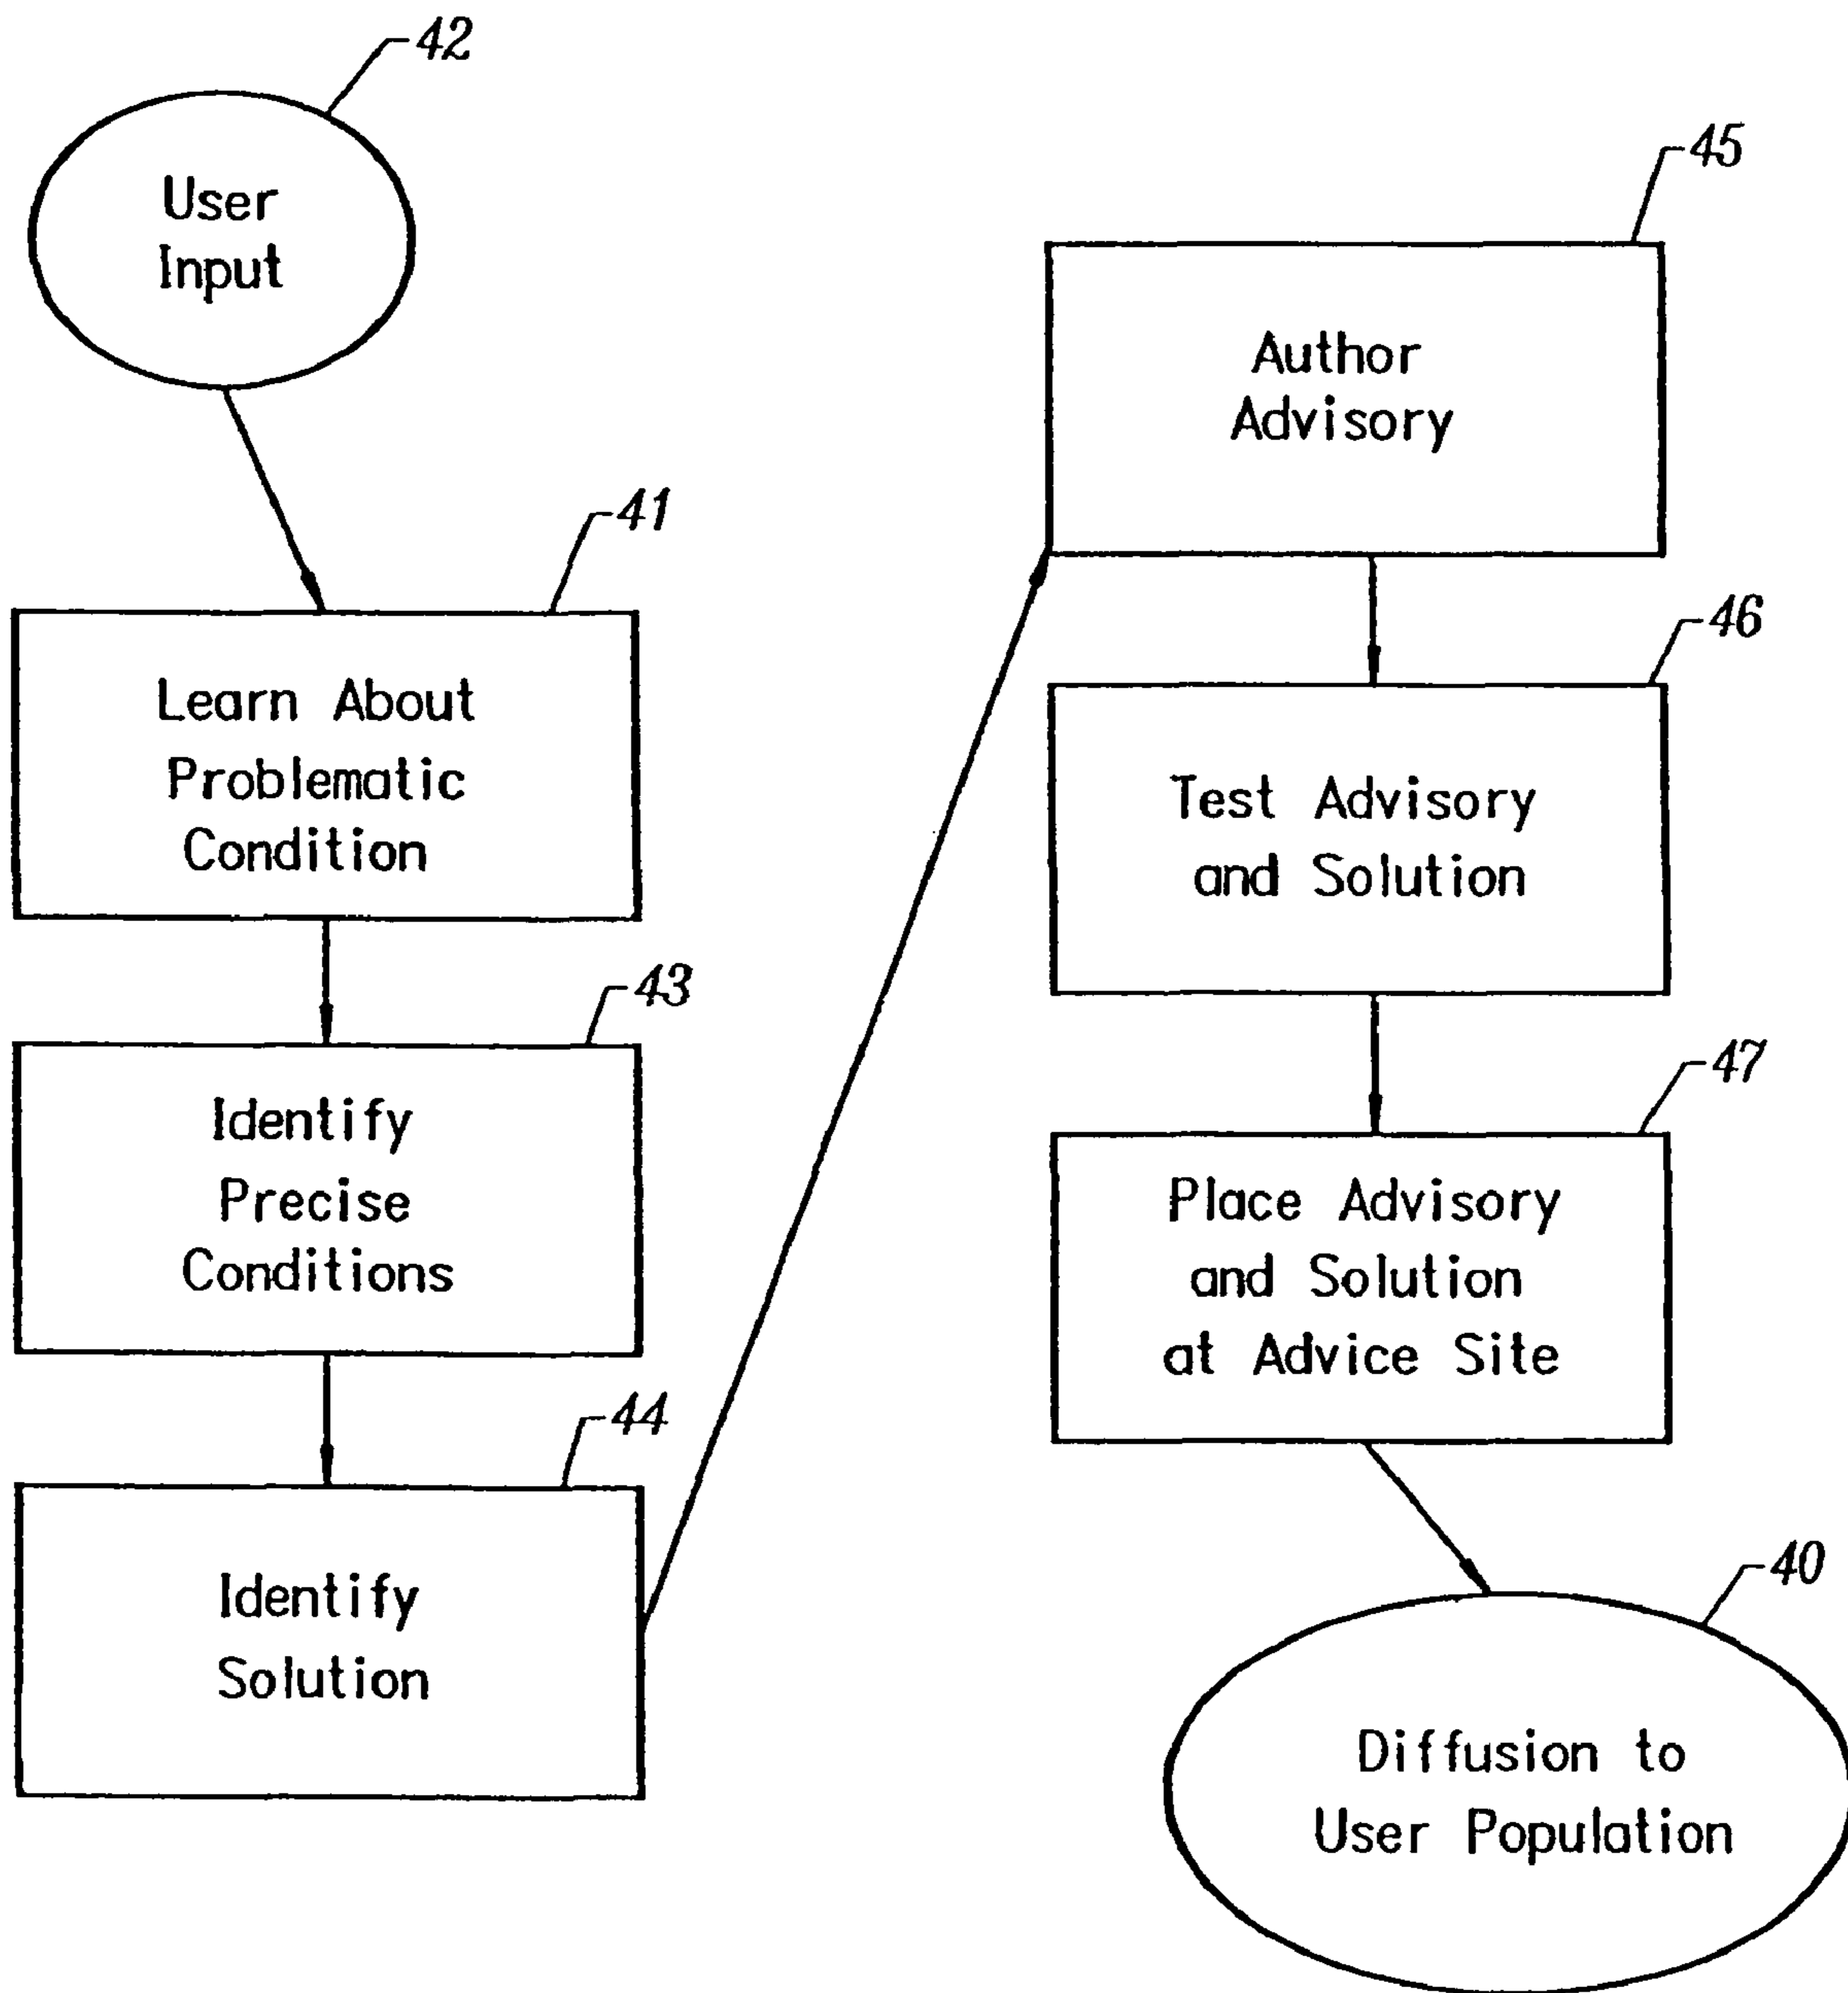 42
User
Input
41
Learn About
Problematic
Condition
43
Identify
Precise
Conditions
44
Identify
Solution
45
Author
Advisory
46
Test Advisory
and Solution
47
Place Advisory
and Solution
at Advice Site
40
Diffusion to
User Population